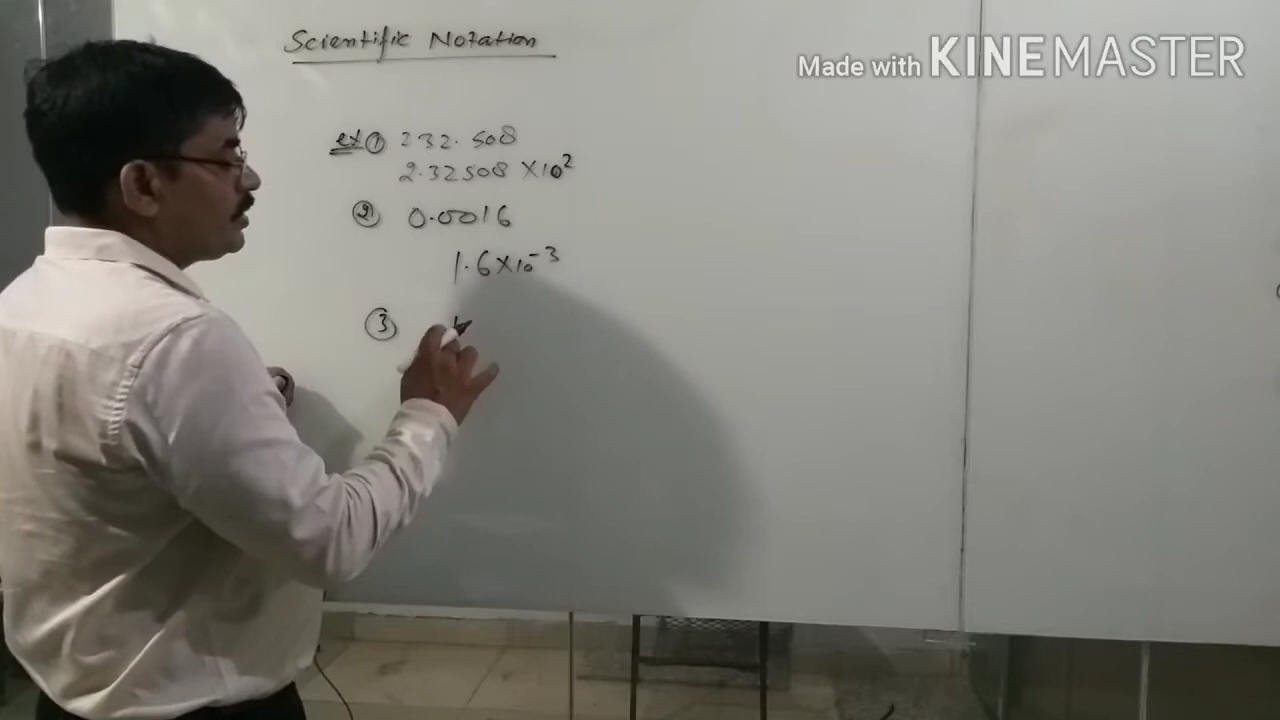 Scientific Notation
Made with KINEMASTER
ex ① 232.508
2.32508 × 10²
② 0.0016
1.6×10⁻³
③